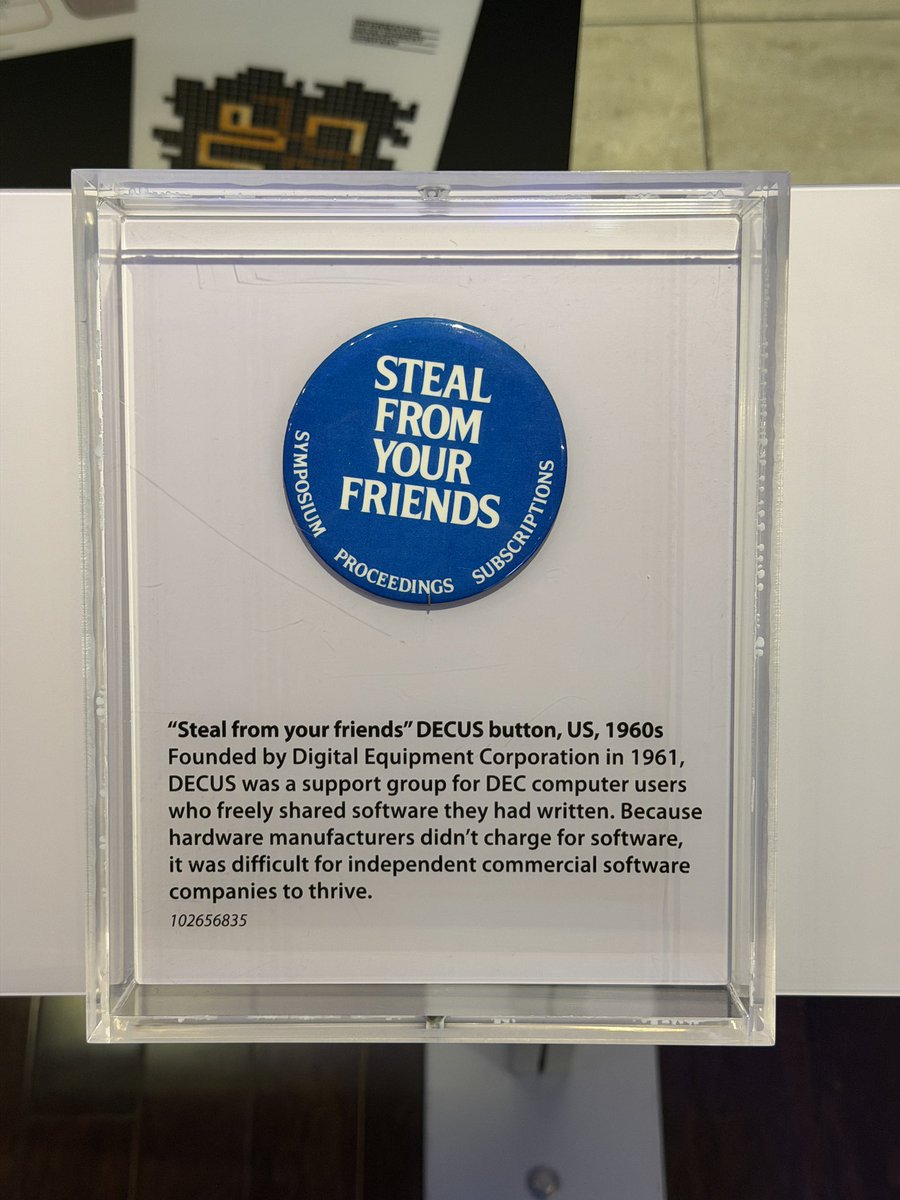 STEAL
FROM
YOUR
FRIENDS
SYMPOSIUM
PROCEEDINGS
SUBSCRIPTIONS
“Steal from your friends” DECUS button, US, 1960s
Founded by Digital Equipment Corporation in 1961,
DECUS was a support group for DEC computer users
who freely shared software they had written. Because
hardware manufacturers didn’t charge for software,
it was difficult for independent commercial software
companies to thrive.
102656835